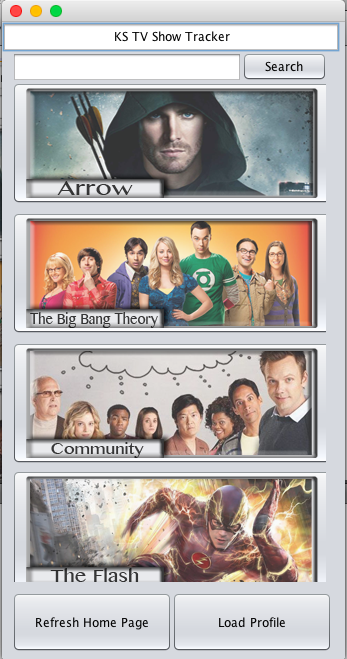 KS TV Show Tracker
Search
Arrow
The Big Bang Theory
Community
The Flash
Refresh Home Page
Load Profile